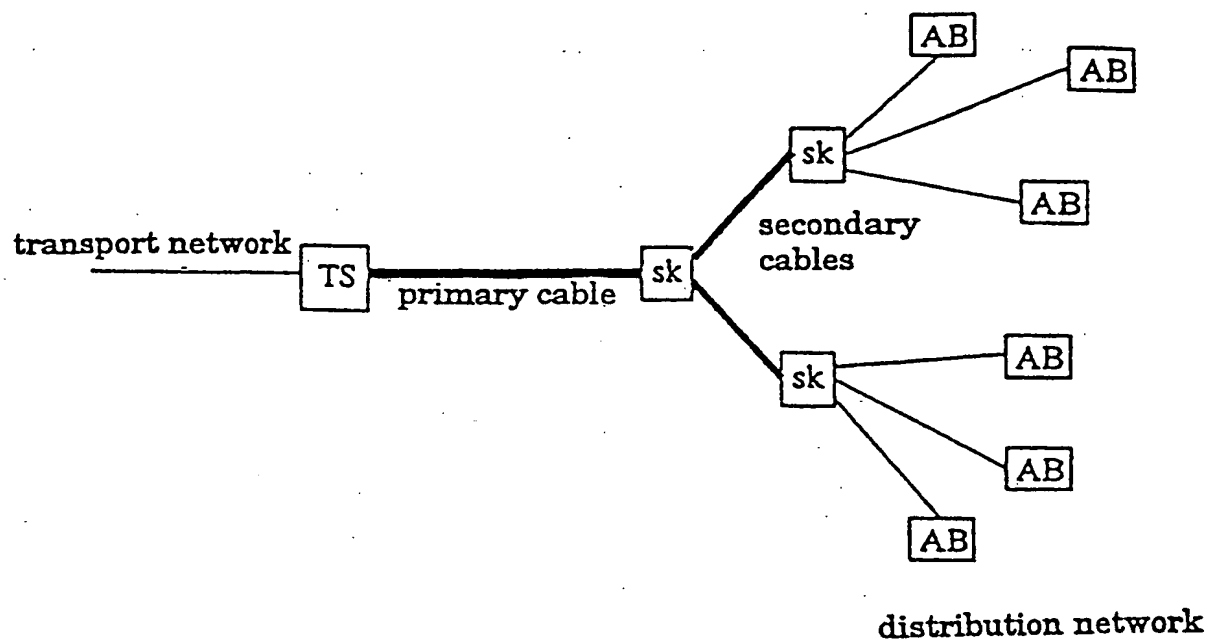 AB
AB
sk
AB
secondary
cables
transport network
TS
primary cable
sk
AB
sk
AB
AB
distribution network